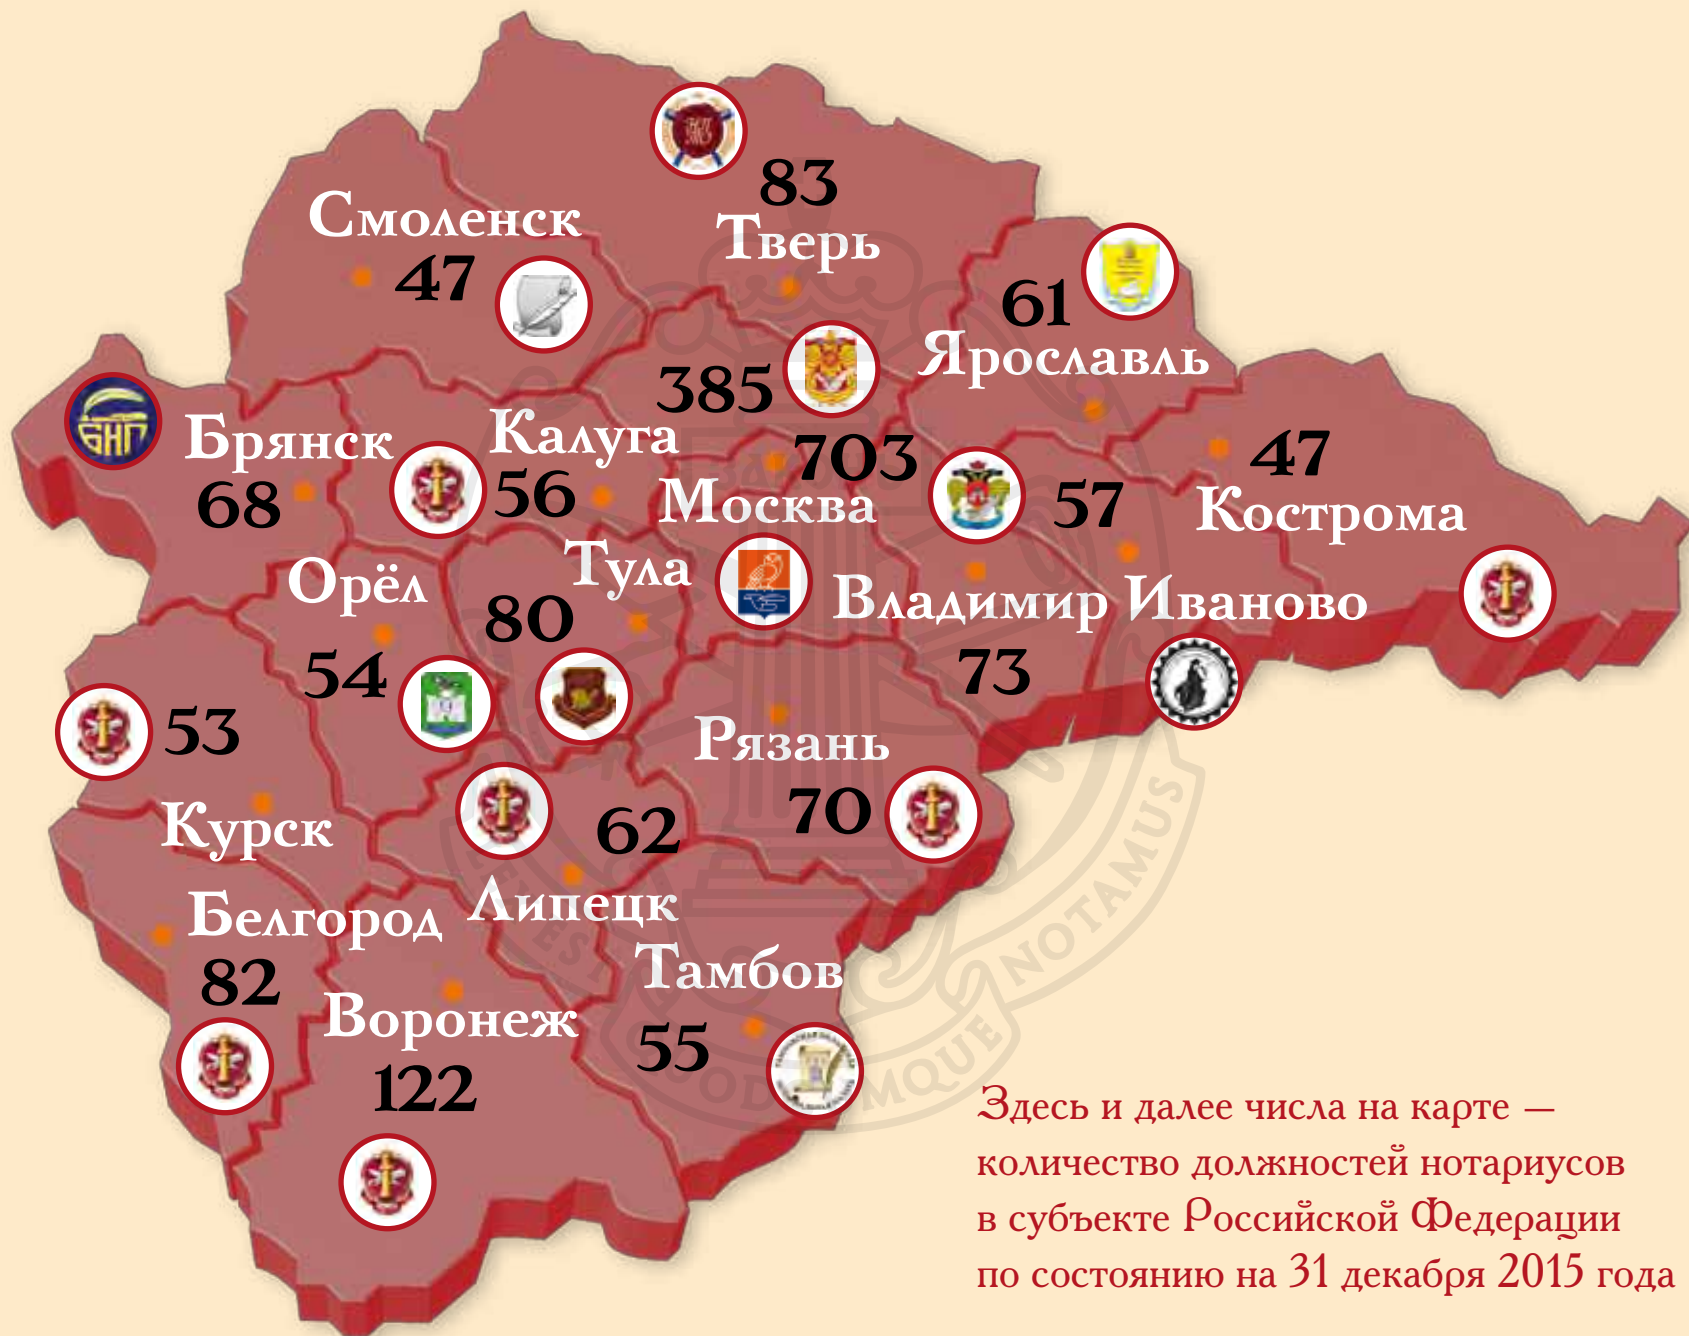 83
Тверь
Смоленск
47
61
Ярославль
385
703
Москва
Брянск
68
Калуга
56
57
Иваново
47
Кострома
Орёл
54
Тула
80
Владимир
73
53
Курск
Рязань
70
62
Липецк
Белгород
82
Воронеж
122
Тамбов
55
БНП
NOTAMUS
Здесь и далее числа на карте —
количество должностей нотариусов
в субъекте Российской Федерации
по состоянию на 31 декабря 2015 года